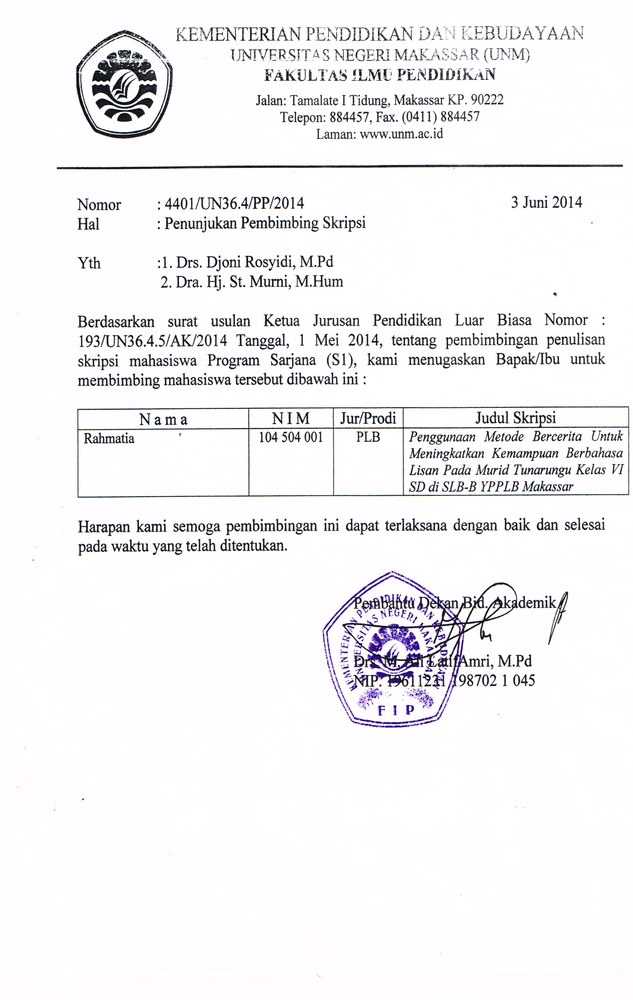 KEMENTERIAN PENDIDIKAN DAN KEBUDAYAAN
UNIVERSITAS NEGERI MAKASSAR (UNM)
FAKULTAS ILMU PENDIDIKAN
Jalan: Tamalate I Tidung, Makassar KP. 90222
Telepon: 884457, Fax. (0411) 884457
Laman: www.unm.ac.id
Nomor : 4401/UN36.4/PP/2014 3 Juni 2014
Hal : Penunjukan Pembimbing Skripsi
Yth :1. Drs. Djoni Rosyidi, M.Pd
2. Dra. Hj. St. Murni, M.Hum
Berdasarkan surat usulan Ketua Jurusan Pendidikan Luar Biasa Nomor :
193/UN36.4.5/AK/2014 Tanggal, 1 Mei 2014, tentang pembimbingan penulisan
skripsi mahasiswa Program Sarjana (S1), kami menugaskan Bapak/Ibu untuk
membimbing mahasiswa tersebut dibawah ini :
N a m a N I M Jur/Prodi Judul Skripsi
Rahmatia 104 504 001 PLB Penggunaan Metode Bercerita Untuk
Meningkatkan Kemampuan Berbahasa
Lisan Pada Murid Tunarungu Kelas VI
SD di SLB-B YPPLB Makassar
Harapan kami semoga pembimbingan ini dapat terlaksana dengan baik dan selesai
pada waktu yang telah ditentukan.
Pembantu Dekan Bid. Akademik
Drs. M. Ali Latif Amri, M.Pd
NIP. 19611231 198702 1 045
KEMENTERIAN PENDIDIKAN DAN KEBUDAYAAN
UNIVERSITAS NEGERI MAKASSAR
F I P